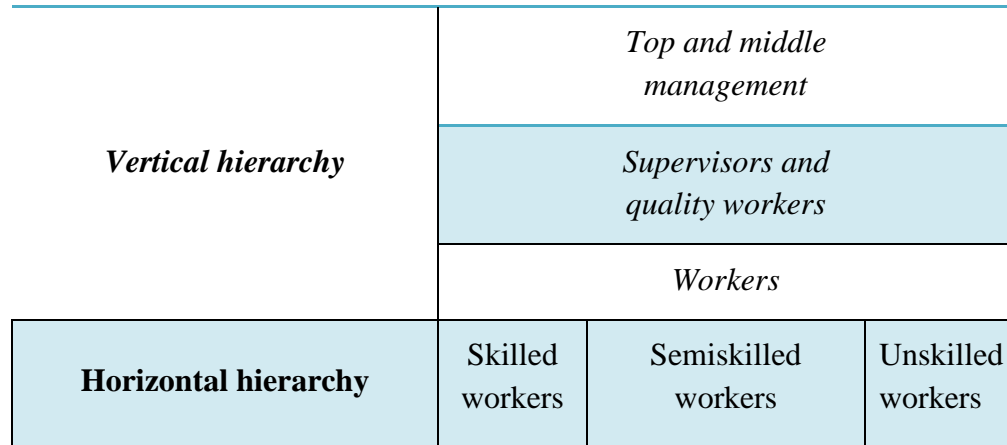 Vertical hierarchy
Top and middle
management
Supervisors and
quality workers
Workers
Horizontal hierarchy
Skilled
workers
Semiskilled
workers
Unskilled
workers